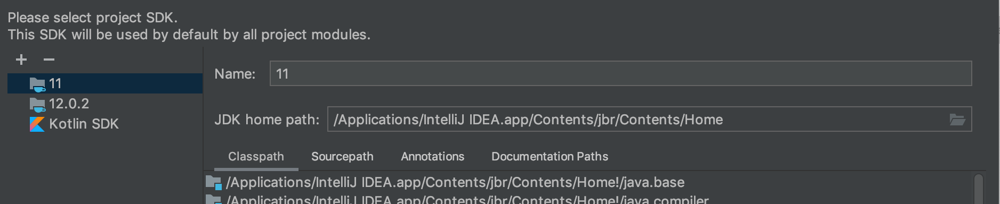 Please select project SDK.
This SDK will be used by default by all project modules.
11
12.0.2
Kotlin SDK
Name: 11
JDK home path: /Applications/IntelliJ IDEA.app/Contents/jbr/Contents/Home
Classpath Sourcepath Annotations Documentation Paths
/Applications/IntelliJ IDEA.app/Contents/jbr/Contents/Home!/java.base
/Applications/IntelliJ IDEA.app/Contents/jbr/Contents/Home!/java.compiler